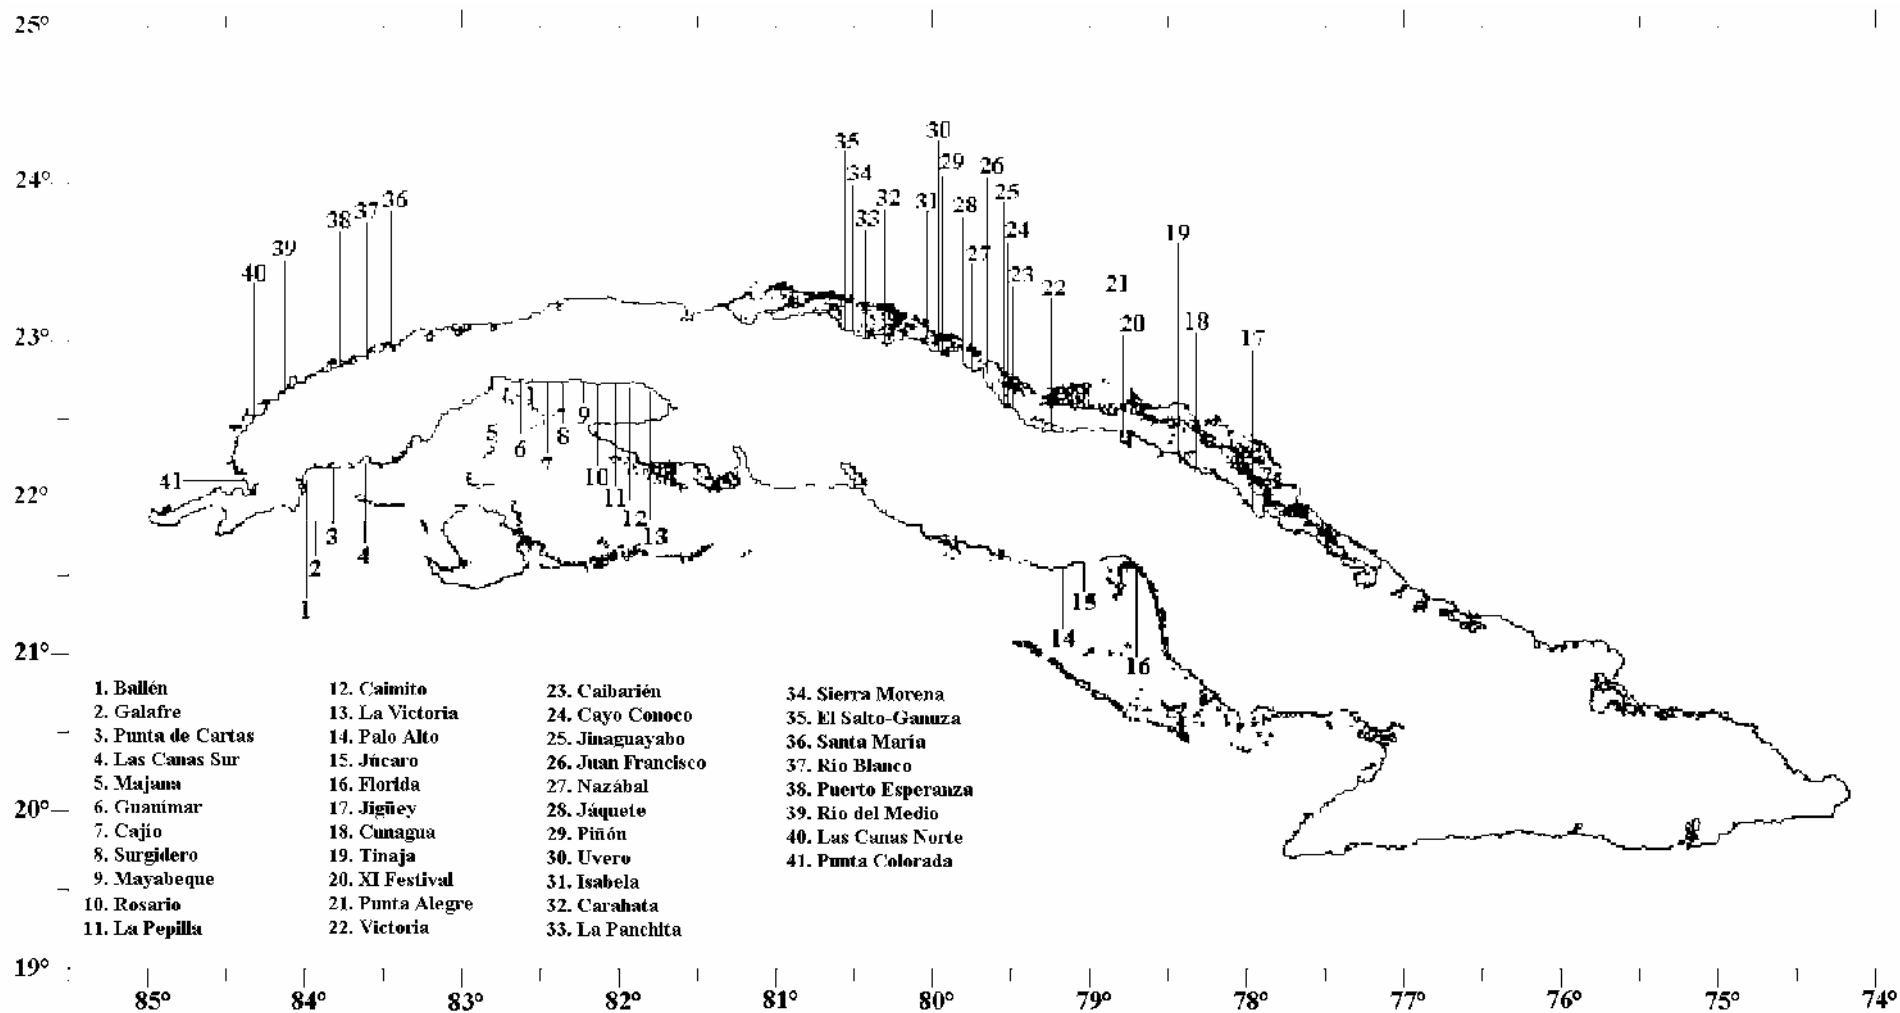 25°
24°
23°
22°
21°
20°
19°
35
34
33
32
31
30
29
28
27
26
25
24
23
22
21
20
19
18
17
36
37
38
39
40
41
1
2
3
4
5
6
7
8
9
10
11
12
13
14
15
16
1. Bailén
2. Galafre
3. Punta de Cartas
4. Las Canas Sur
5. Majana
6. Guanímar
7. Cajío
8. Surgidero
9. Mayabeque
10. Rosario
11. La Pepilla
12. Caimito
13. La Victoria
14. Palo Alto
15. Júcaro
16. Florida
17. Jigüey
18. Cunagua
19. Tinaja
20. XI Festival
21. Punta Alegre
22. Victoria
23. Caibarién
24. Cayo Conoco
25. Jinaguayabo
26. Juan Francisco
27. Nazábal
28. Jáquete
29. Piñón
30. Uvero
31. Isabela
32. Carahata
33. La Panchita
34. Sierra Morena
35. El Salto-Ganuza
36. Santa María
37. Río Blanco
38. Puerto Esperanza
39. Río del Medio
40. Las Canas Norte
41. Punta Colorada
85° 84° 83° 82° 81° 80° 79° 78° 77° 76° 75° 74°